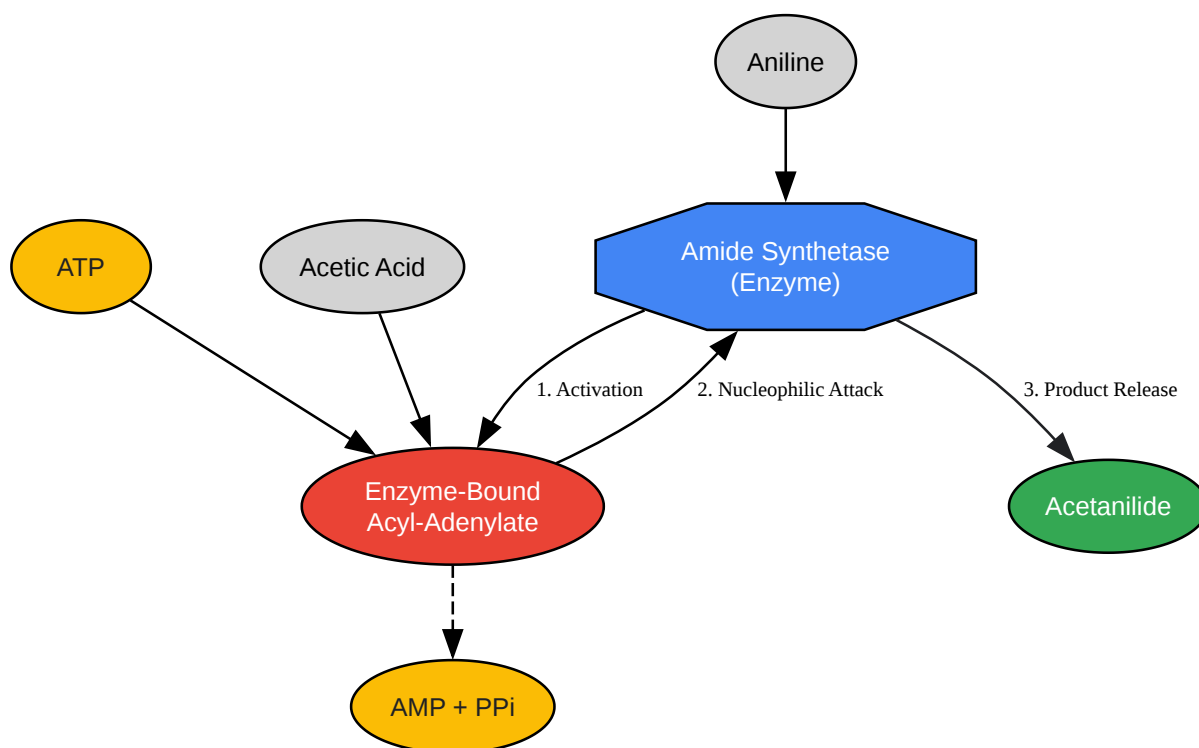 Aniline
Amide Synthetase
(Enzyme)
ATP
Acetic Acid
1. Activation
2. Nucleophilic Attack
3. Product Release
Enzyme-Bound
Acyl-Adenylate
Acetanilide
AMP + PPi